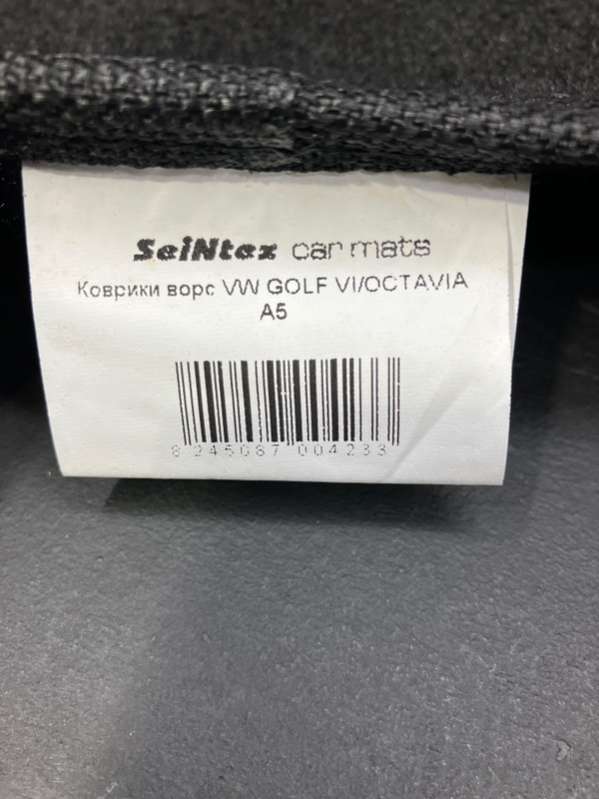 SeiNtex car mats
Коврики ворс VW GOLF VI/OCTAVIA
A5
8 245087 004233